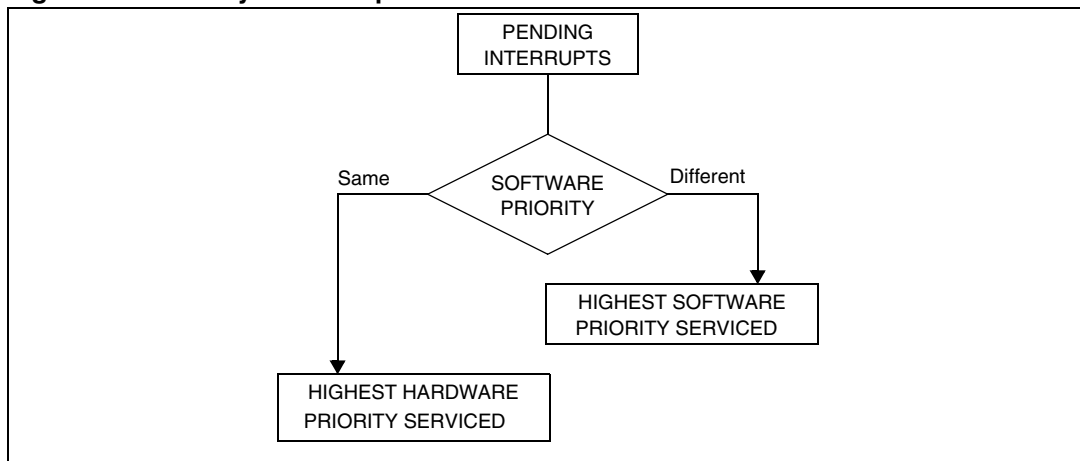 PENDING
INTERRUPTS
Same
SOFTWARE
PRIORITY
Different
HIGHEST SOFTWARE
PRIORITY SERVICED
HIGHEST HARDWARE
PRIORITY SERVICED